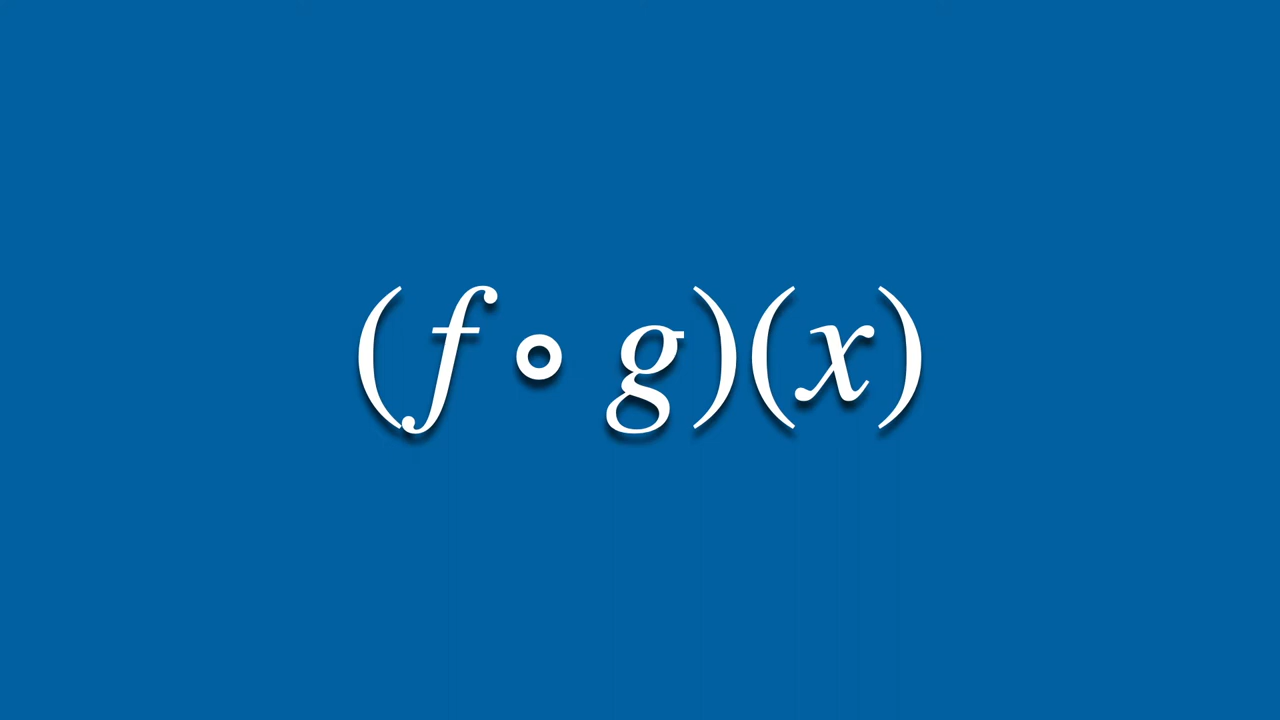 (f ∘ g)(x)